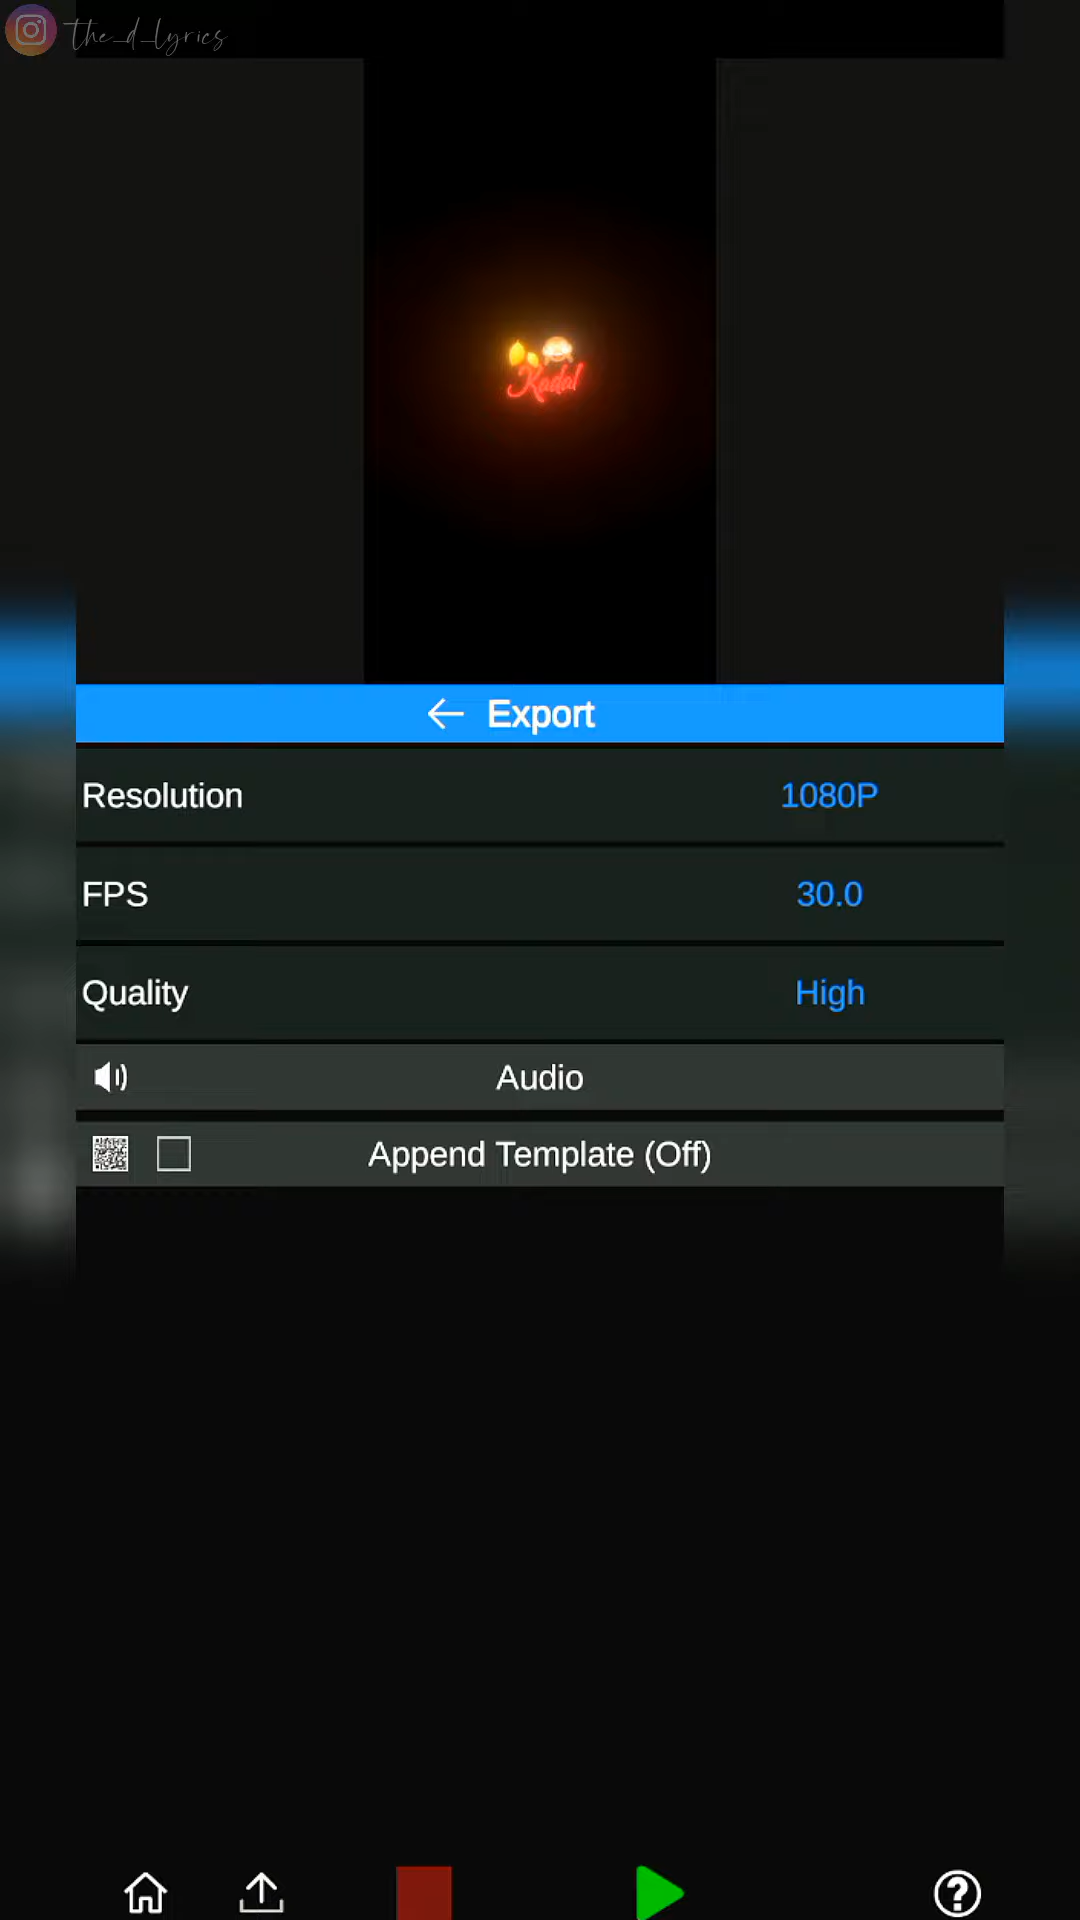 the_d_lyrics
Kadal
Export
Resolution 1080P
FPS 30.0
Quality High
Audio
Append Template (Off)